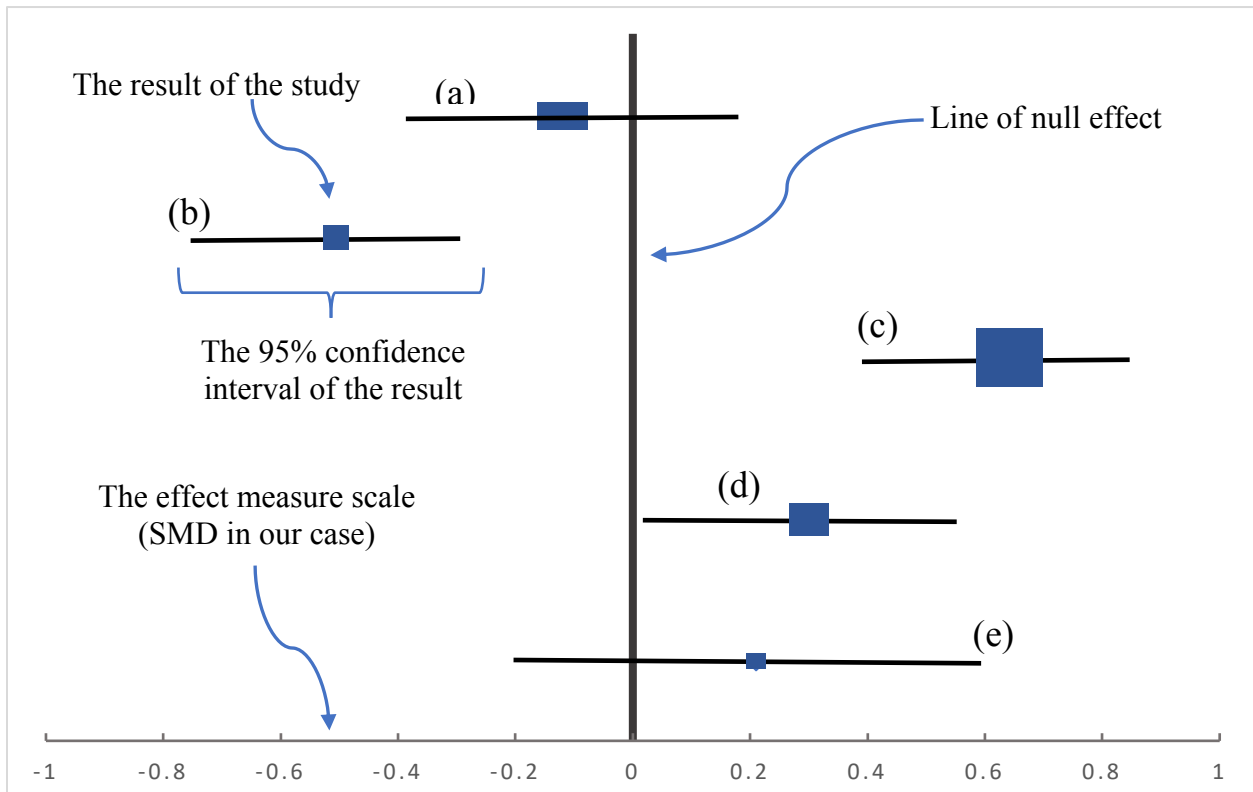 The result of the study
(a)
Line of null effect
(b)
The 95% confidence
interval of the result
(c)
The effect measure scale
(SMD in our case)
(d)
(e)
-1 -0.8 -0.6 -0.4 -0.2 0 0.2 0.4 0.6 0.8 1